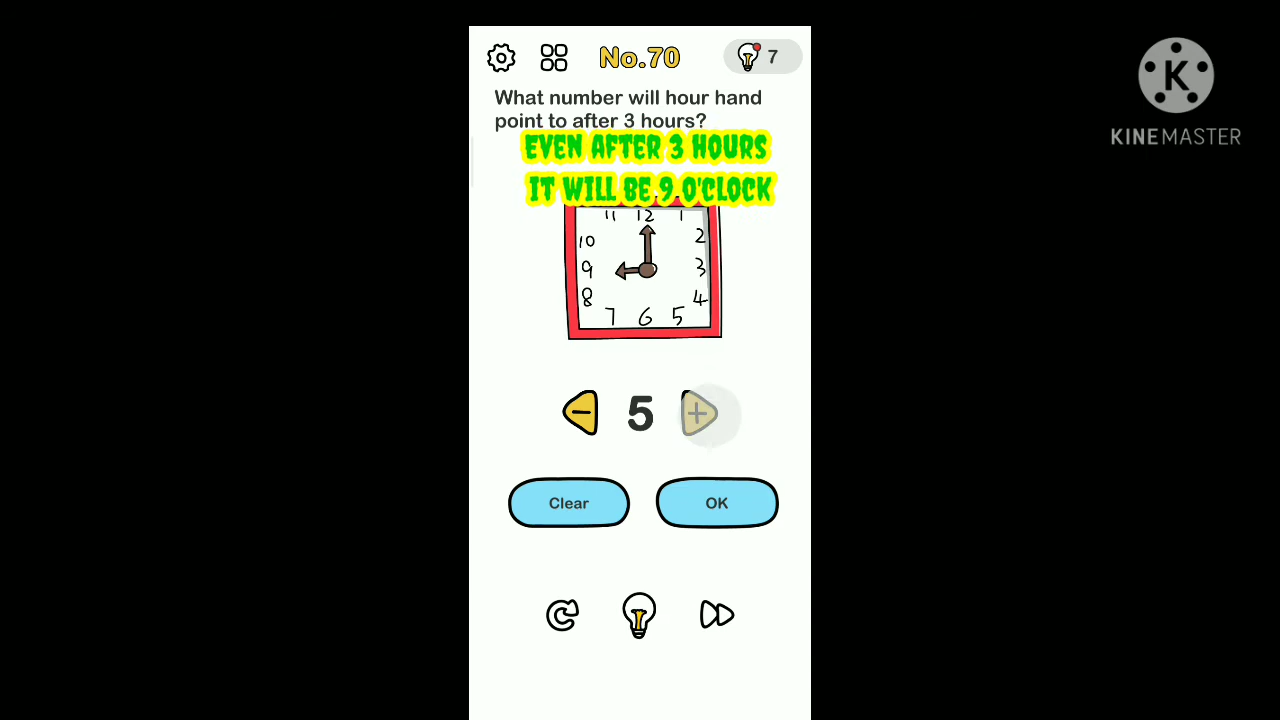 No.70
7
What number will hour hand
point to after 3 hours?
EVEN AFTER 3 HOURS
IT WILL BE 9 O'CLOCK
11 12 1
10 2
9 3
8 4
7 6 5
− 5 +
Clear OK
K
KINEMASTER